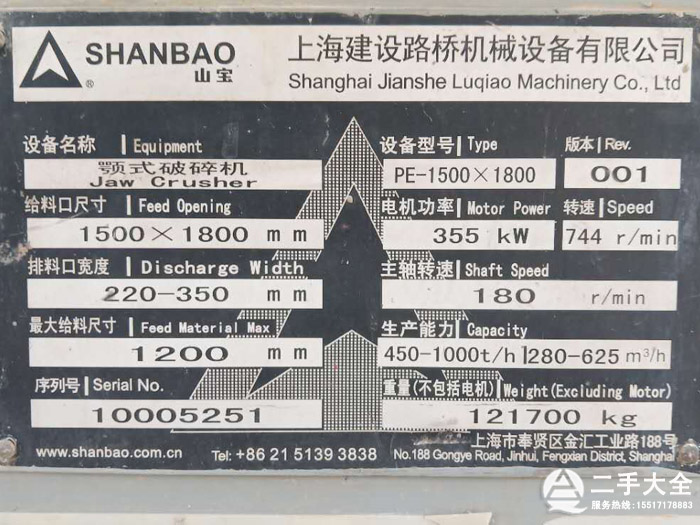 SHANBAO
山宝
®
上海建设路桥机械设备有限公司
Shanghai Jianshe Luqiao Machinery Co., Ltd
设备名称 Equipment
颚式破碎机
Jaw Crusher
设备型号 Type
PE-1500×1800
版本 Rev.
001
给料口尺寸 Feed Opening
1500×1800 mm
电机功率 Motor Power
355 kW
转速 Speed
744 r/min
排料口宽度 Discharge Width
220-350 mm
主轴转速 Shaft Speed
180 r/min
最大给料尺寸 Feed Material Max
1200 mm
生产能力 Capacity
450-1000t/h 280-625 m³/h
序列号 Serial No.
10005251
重量(不包括电机) Weight(Excluding Motor)
121700 kg
上海市奉贤区金汇工业路188号
www.shanbao.com.cn
Tel: +86 21 5139 3838
No.188 Gongye Road, Jinhui, Fengxian District, Shanghai
二手大全
服务热线: 15517178883